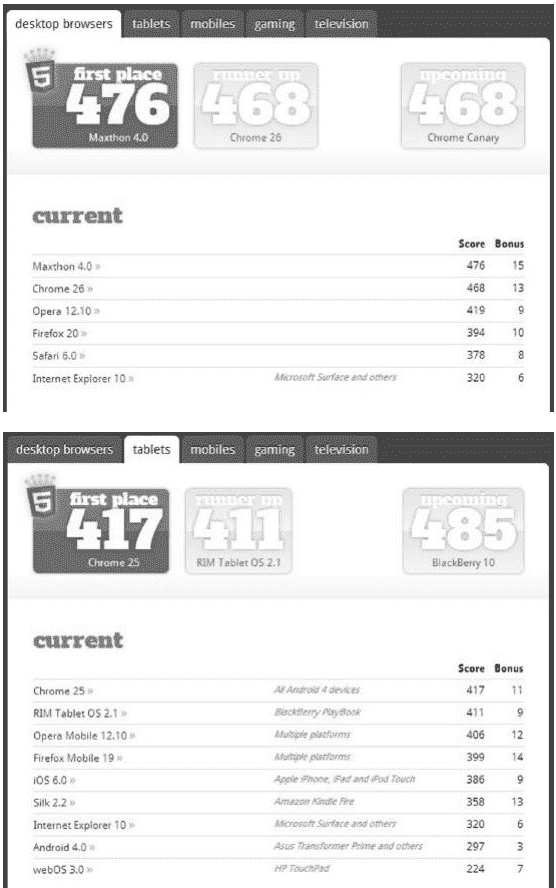 desktop browsers tablets mobiles gaming television
5 first place runner up upcoming
476 468 468
Maxthon 4.0 Chrome 26 Chrome Canary
current
Score Bonus
Maxthon 4.0 » 476 15
Chrome 26 » 468 13
Opera 12.10 » 419 9
Firefox 20 » 394 10
Safari 6.0 » 378 8
Internet Explorer 10 » Microsoft Surface and others 320 6
desktop browsers tablets mobiles gaming television
5 first place runner up upcoming
417 411 485
Chrome 25 RIM Tablet OS 2.1 BlackBerry 10
current
Score Bonus
Chrome 25 » All Android 4 devices 417 11
RIM Tablet OS 2.1 » BlackBerry PlayBook 411 9
Opera Mobile 12.10 » Multiple platforms 406 12
Firefox Mobile 19 » Multiple platforms 399 14
iOS 6.0 » Apple iPhone, iPad and iPod Touch 386 9
Silk 2.2 » Amazon Kindle Fire 358 13
Internet Explorer 10 » Microsoft Surface and others 320 6
Android 4.0 » Asus Transformer Prime and others 297 3
webOS 3.0 » HP TouchPad 224 7